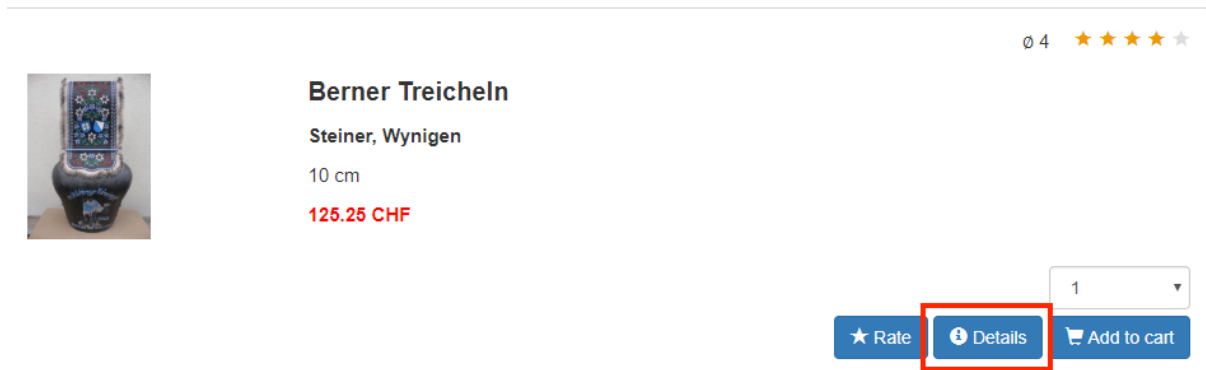 ø 4
Berner Treicheln
Steiner, Wynigen
10 cm
125.25 CHF
1
Rate
Details
Add to cart